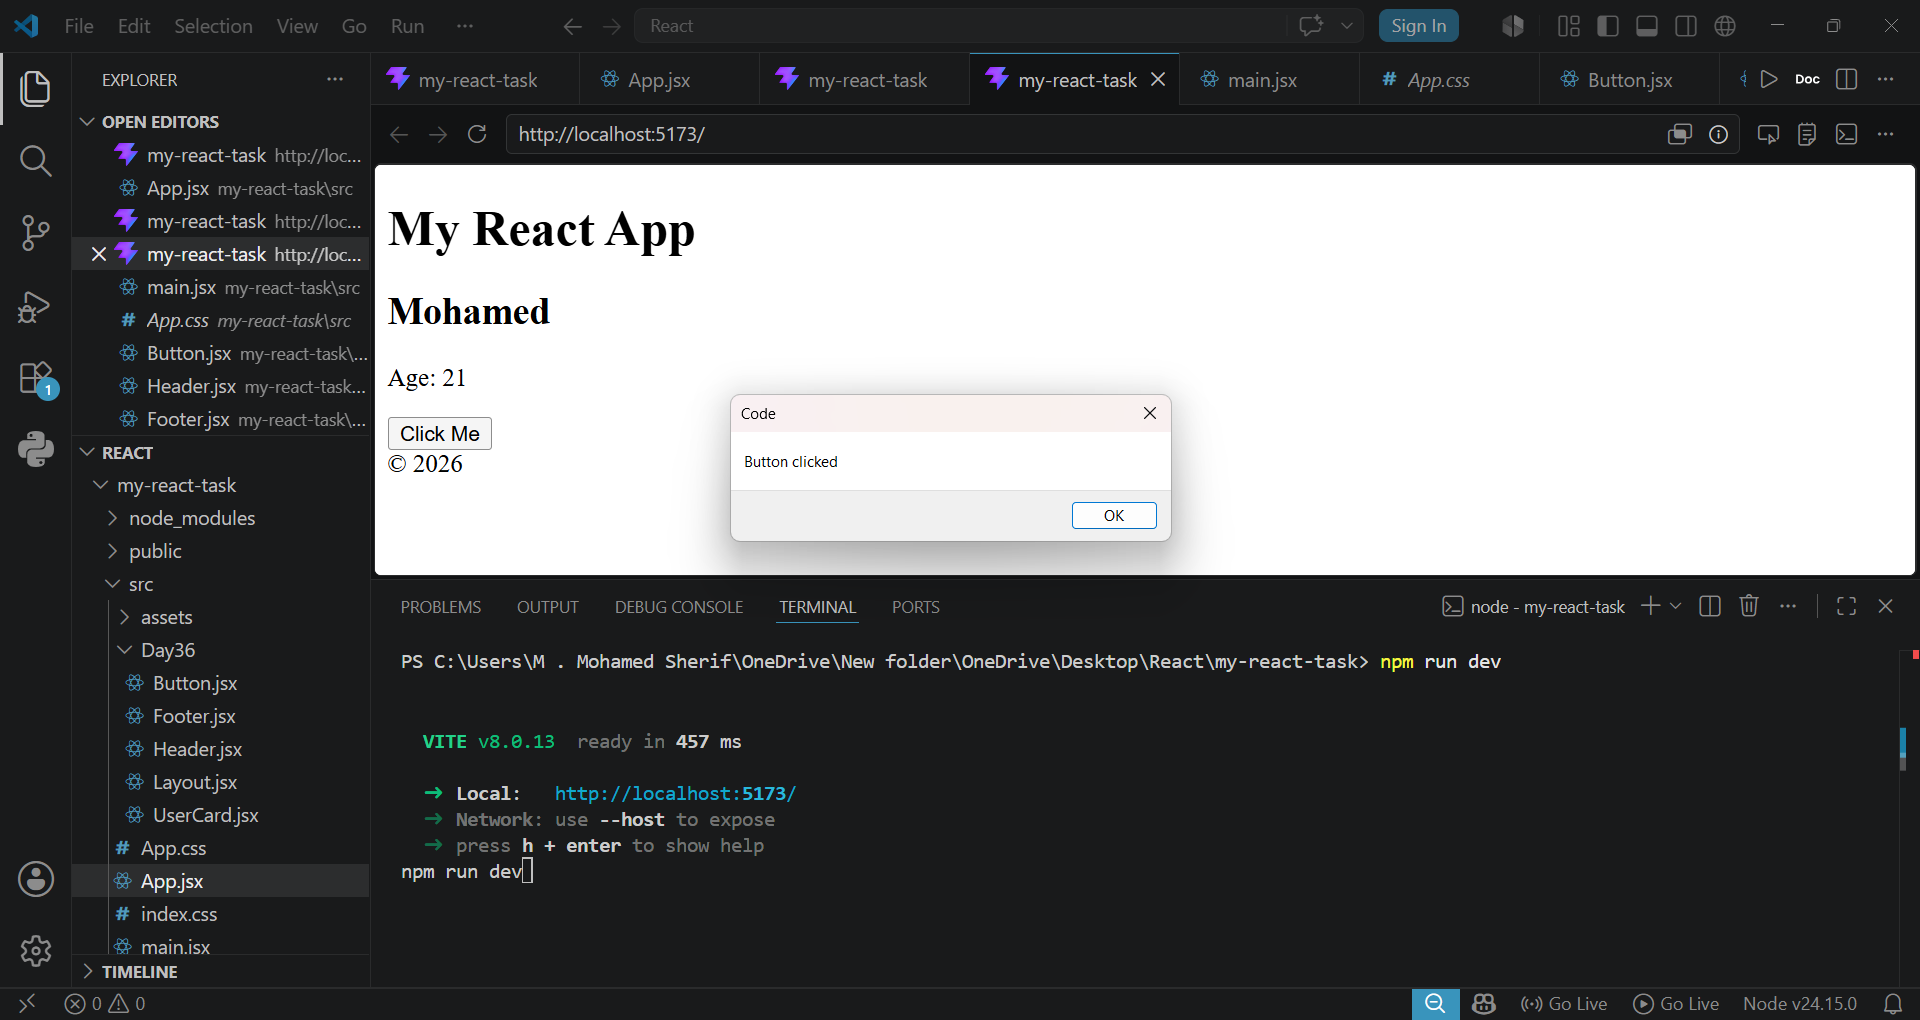 File Edit Selection View Go Run ··· React Sign In
EXPLORER ···
my-react-task App.jsx my-react-task my-react-task main.jsx # App.css Button.jsx Doc ···
http://localhost:5173/
OPEN EDITORS
my-react-task http://loc...
App.jsx my-react-task\src
my-react-task http://loc...
my-react-task http://loc...
main.jsx my-react-task\src
# App.css my-react-task\src
Button.jsx my-react-task\...
Header.jsx my-react-task...
Footer.jsx my-react-task\...
1
REACT
my-react-task
node_modules
public
src
assets
Day36
Button.jsx
Footer.jsx
Header.jsx
Layout.jsx
UserCard.jsx
# App.css
App.jsx
# index.css
main.jsx
TIMELINE
My React App
Mohamed
Age: 21
Click Me
© 2026
Code
Button clicked
OK
PROBLEMS OUTPUT DEBUG CONSOLE TERMINAL PORTS node - my-react-task
PS C:\Users\M . Mohamed Sherif\OneDrive\New folder\OneDrive\Desktop\React\my-react-task> npm run dev
VITE v8.0.13 ready in 457 ms
➜ Local: http://localhost:5173/
➜ Network: use --host to expose
➜ press h + enter to show help
npm run dev
0 0 Go Live Go Live Node v24.15.0